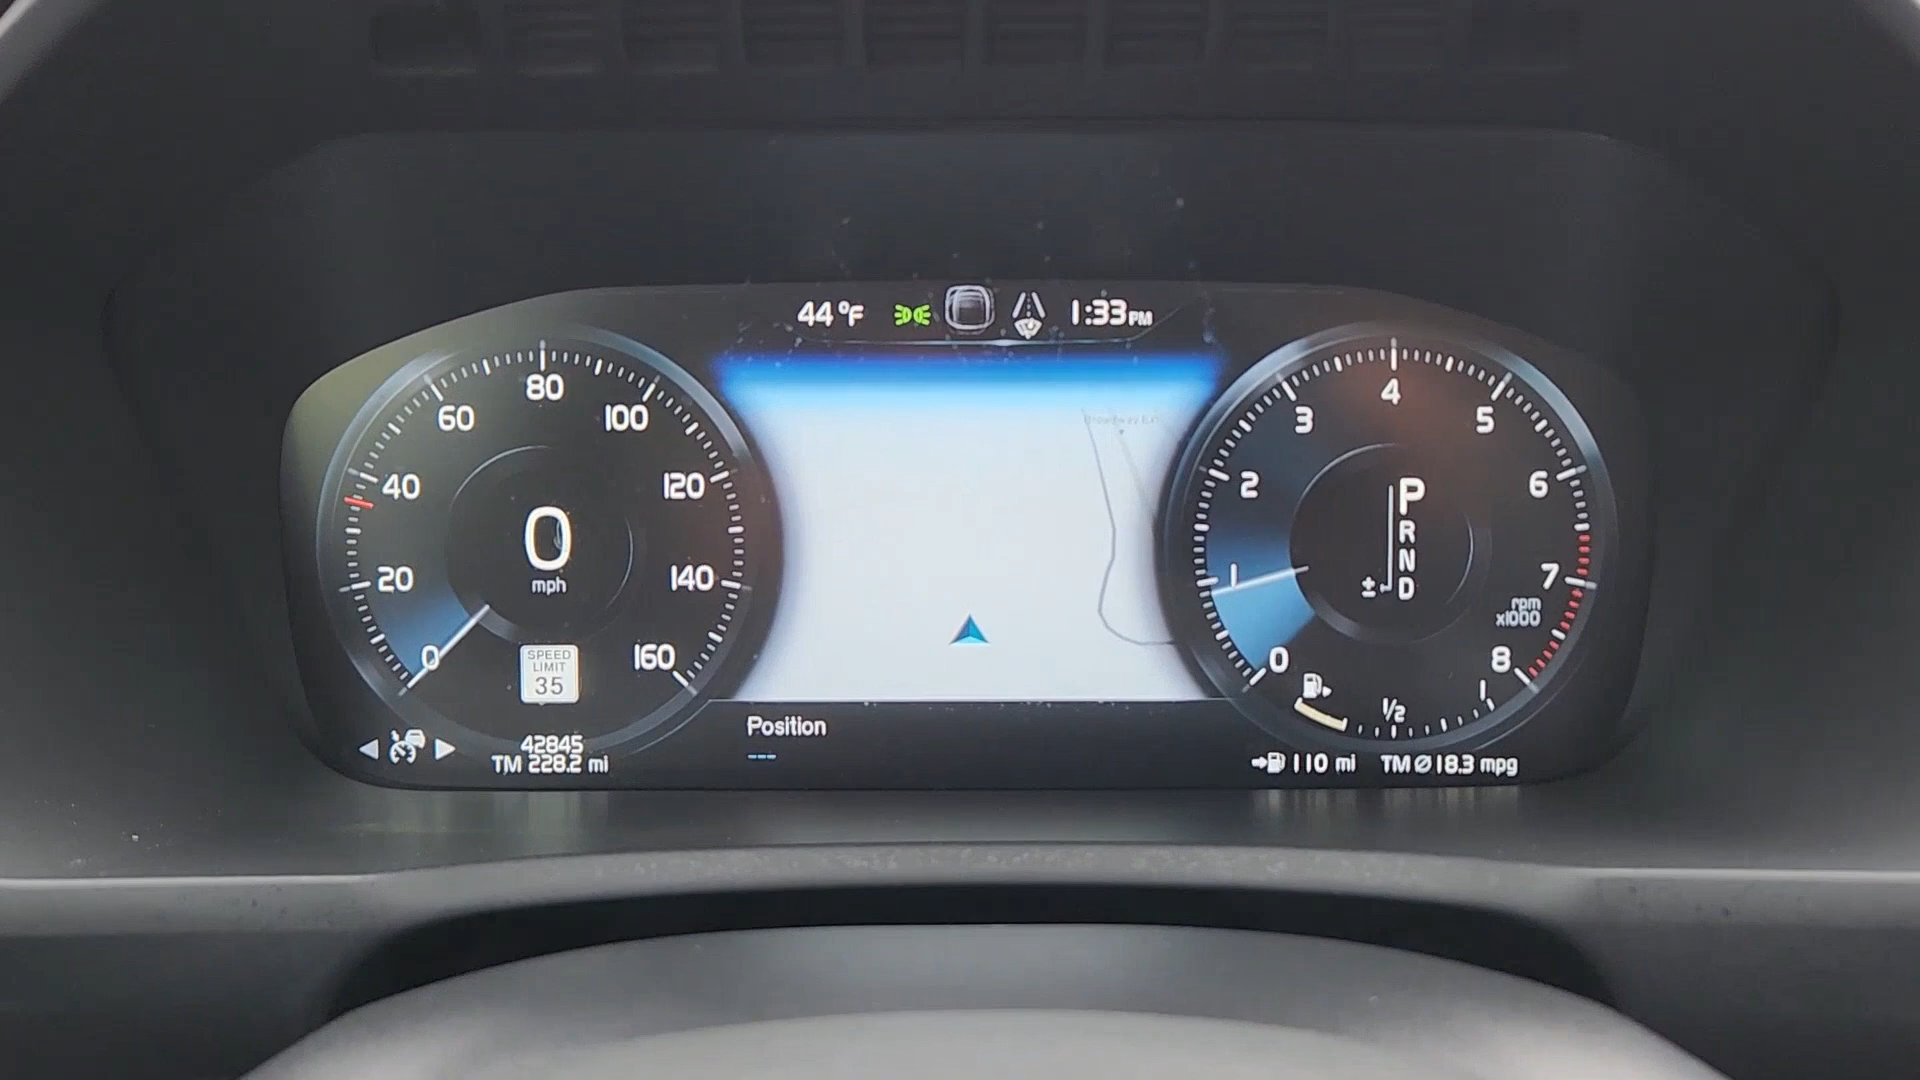 44 °F
1:33 PM
0
20
40
60
80
100
120
140
160
0
mph
SPEED
LIMIT
35
42845
TM 228.2 mi
Position
---
0
1
2
3
4
5
6
7
8
rpm
x1000
P
R
N
D
±
1/2
1
110 mi
TM Ø 18.3 mpg